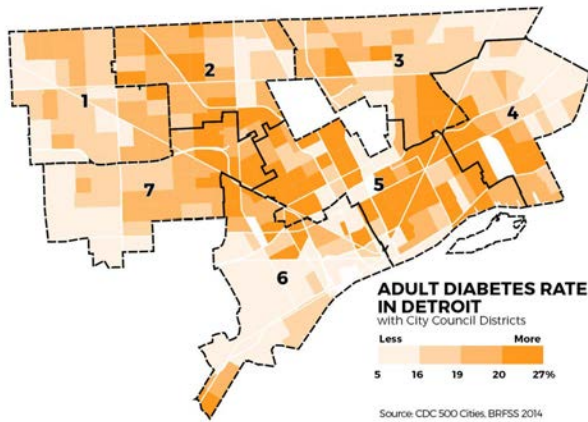 1
2
3
4
5
6
7
ADULT DIABETES RATE
IN DETROIT
with City Council Districts
Less More
5 16 19 20 27%
Source: CDC 500 Cities, BRFSS 2014